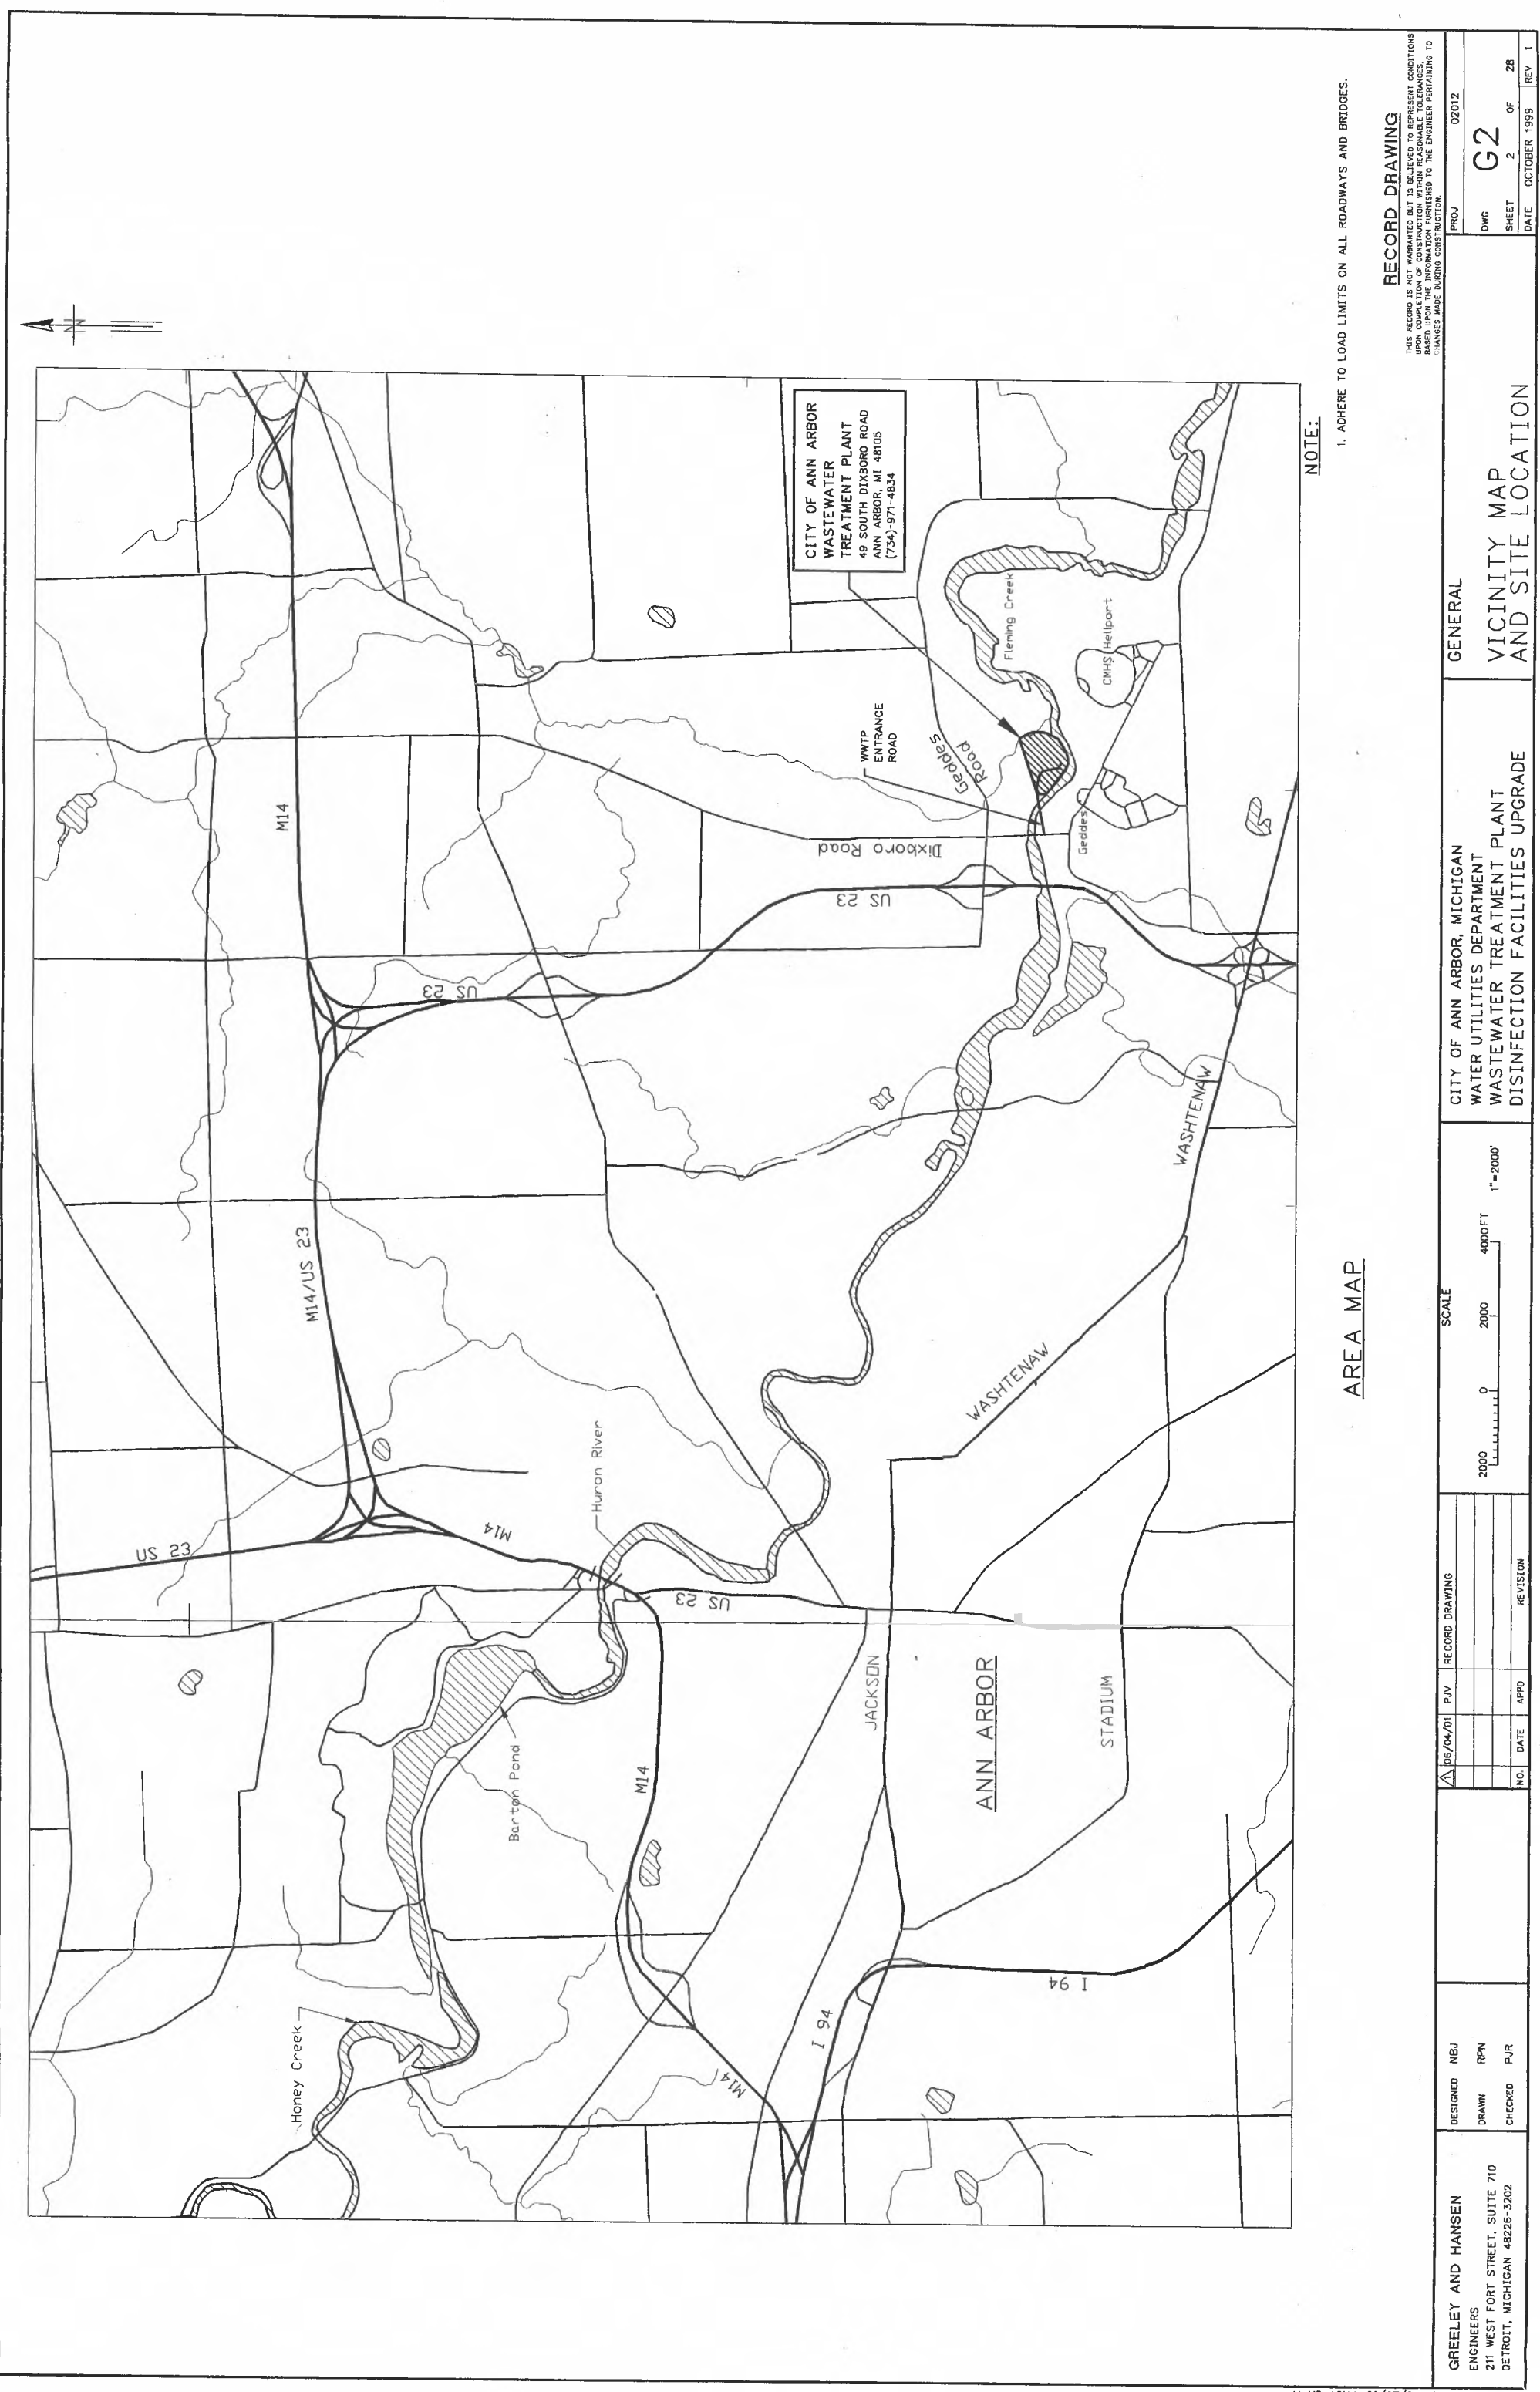 N
CITY OF ANN ARBOR
WASTEWATER
TREATMENT PLANT
49 SOUTH DIXBORO ROAD
ANN ARBOR, MI 48105
(734)-971-4834
WWTP
ENTRANCE
ROAD
Geddes
Road
Dixboro Road
Fleming Creek
CMHS Heliport
Geddes
M14
US 23
US 23
M14/US 23
US 23
M14
US 23
Huron River
WASHTENAW
WASHTENAW
Barton Pond
Honey Creek
M14
M14
I 94
I 94
JACKSON
ANN ARBOR
STADIUM
AREA MAP
NOTE:
1. ADHERE TO LOAD LIMITS ON ALL ROADWAYS AND BRIDGES.
RECORD DRAWING
THIS RECORD IS NOT WARRANTED BUT IS BELIEVED TO REPRESENT CONDITIONS
UPON COMPLETION OF CONSTRUCTION WITHIN REASONABLE TOLERANCES,
BASED UPON THE INFORMATION FURNISHED TO THE ENGINEER PERTAINING TO
CHANGES MADE DURING CONSTRUCTION.
GREELEY AND HANSEN
ENGINEERS
211 WEST FORT STREET, SUITE 710
DETROIT, MICHIGAN 48226-3202
DESIGNED NBJ
DRAWN RPN
CHECKED PJR
1 06/04/01 PJV RECORD DRAWING
NO. DATE APPD REVISION
SCALE
2000 0 2000 4000FT 1"=2000'
CITY OF ANN ARBOR, MICHIGAN
WATER UTILITIES DEPARTMENT
WASTEWATER TREATMENT PLANT
DISINFECTION FACILITIES UPGRADE
GENERAL
VICINITY MAP
AND SITE LOCATION
PROJ 02012
DWG G2
SHEET 2 OF 28
DATE OCTOBER 1999 REV 1